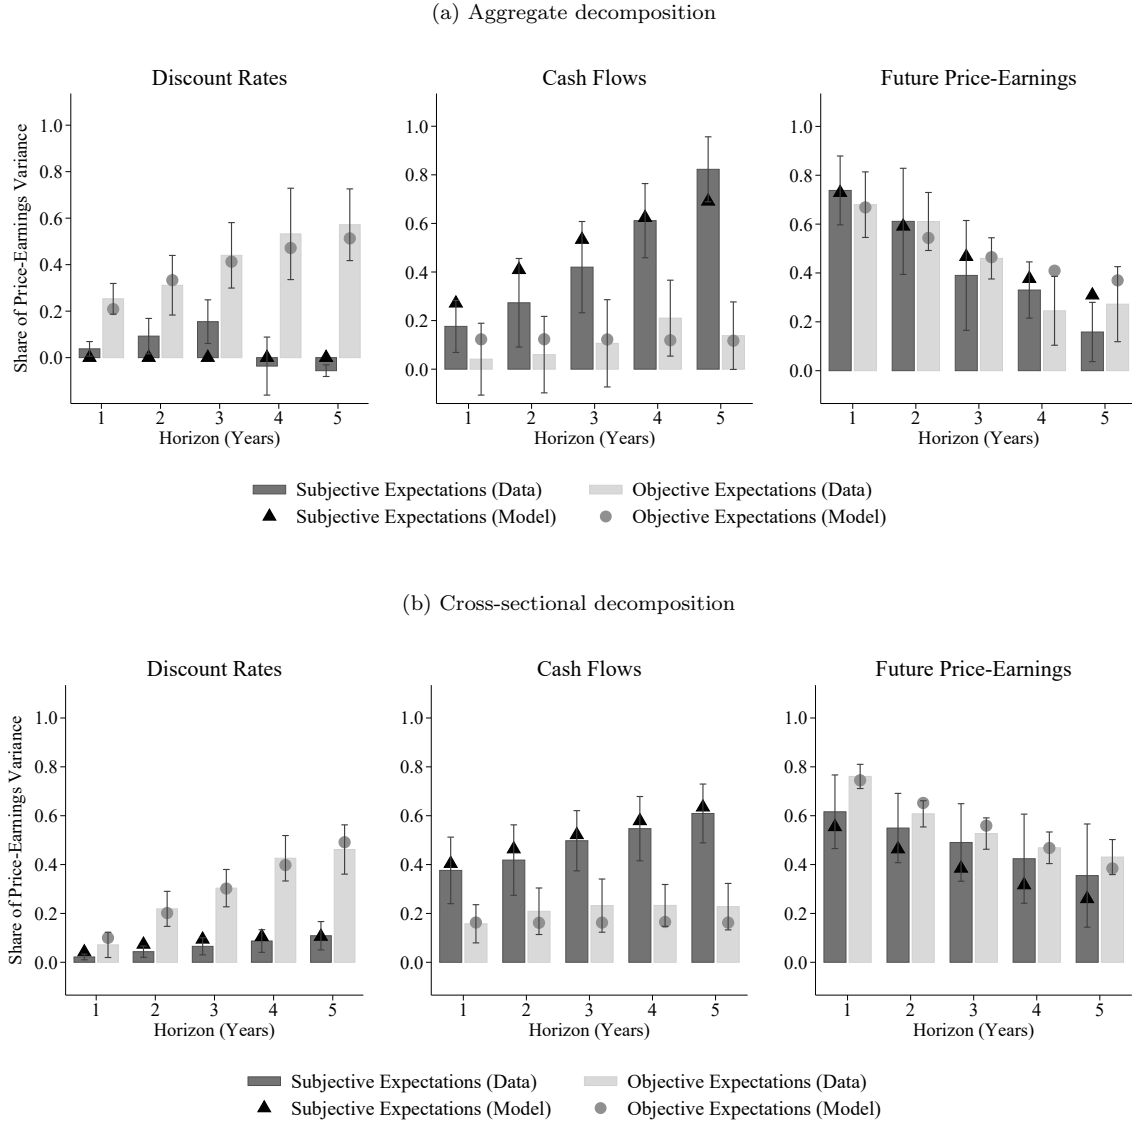 (a) Aggregate decomposition
Discount Rates
Cash Flows
Future Price-Earnings
Share of Price-Earnings Variance
1.0
0.8
0.6
0.4
0.2
0.0
1 2 3 4 5
Horizon (Years)
1.0
0.8
0.6
0.4
0.2
0.0
1 2 3 4 5
Horizon (Years)
1.0
0.8
0.6
0.4
0.2
0.0
1 2 3 4 5
Horizon (Years)
Subjective Expectations (Data)
Objective Expectations (Data)
Subjective Expectations (Model)
Objective Expectations (Model)
(b) Cross-sectional decomposition
Discount Rates
Cash Flows
Future Price-Earnings
Share of Price-Earnings Variance
1.0
0.8
0.6
0.4
0.2
0.0
1 2 3 4 5
Horizon (Years)
1.0
0.8
0.6
0.4
0.2
0.0
1 2 3 4 5
Horizon (Years)
1.0
0.8
0.6
0.4
0.2
0.0
1 2 3 4 5
Horizon (Years)
Subjective Expectations (Data)
Objective Expectations (Data)
Subjective Expectations (Model)
Objective Expectations (Model)